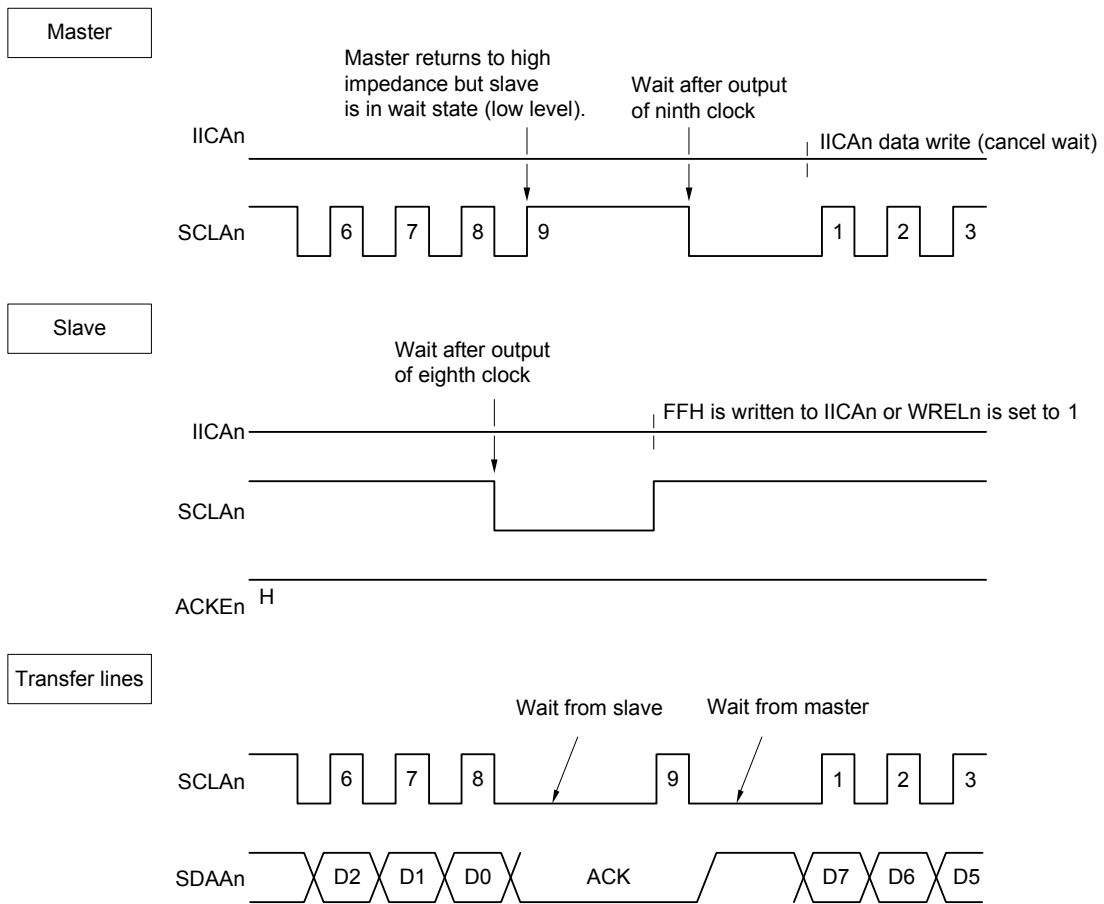 Master
Master returns to high
impedance but slave
is in wait state (low level).
Wait after output
of ninth clock
IICAn
IICAn data write (cancel wait)
SCLAn
6 7 8 9 1 2 3
Slave
Wait after output
of eighth clock
FFH is written to IICAn or WRELn is set to 1
IICAn
SCLAn
ACKEn H
Transfer lines
Wait from slave
Wait from master
SCLAn
6 7 8 9 1 2 3
SDAAn
D2 D1 D0 ACK D7 D6 D5